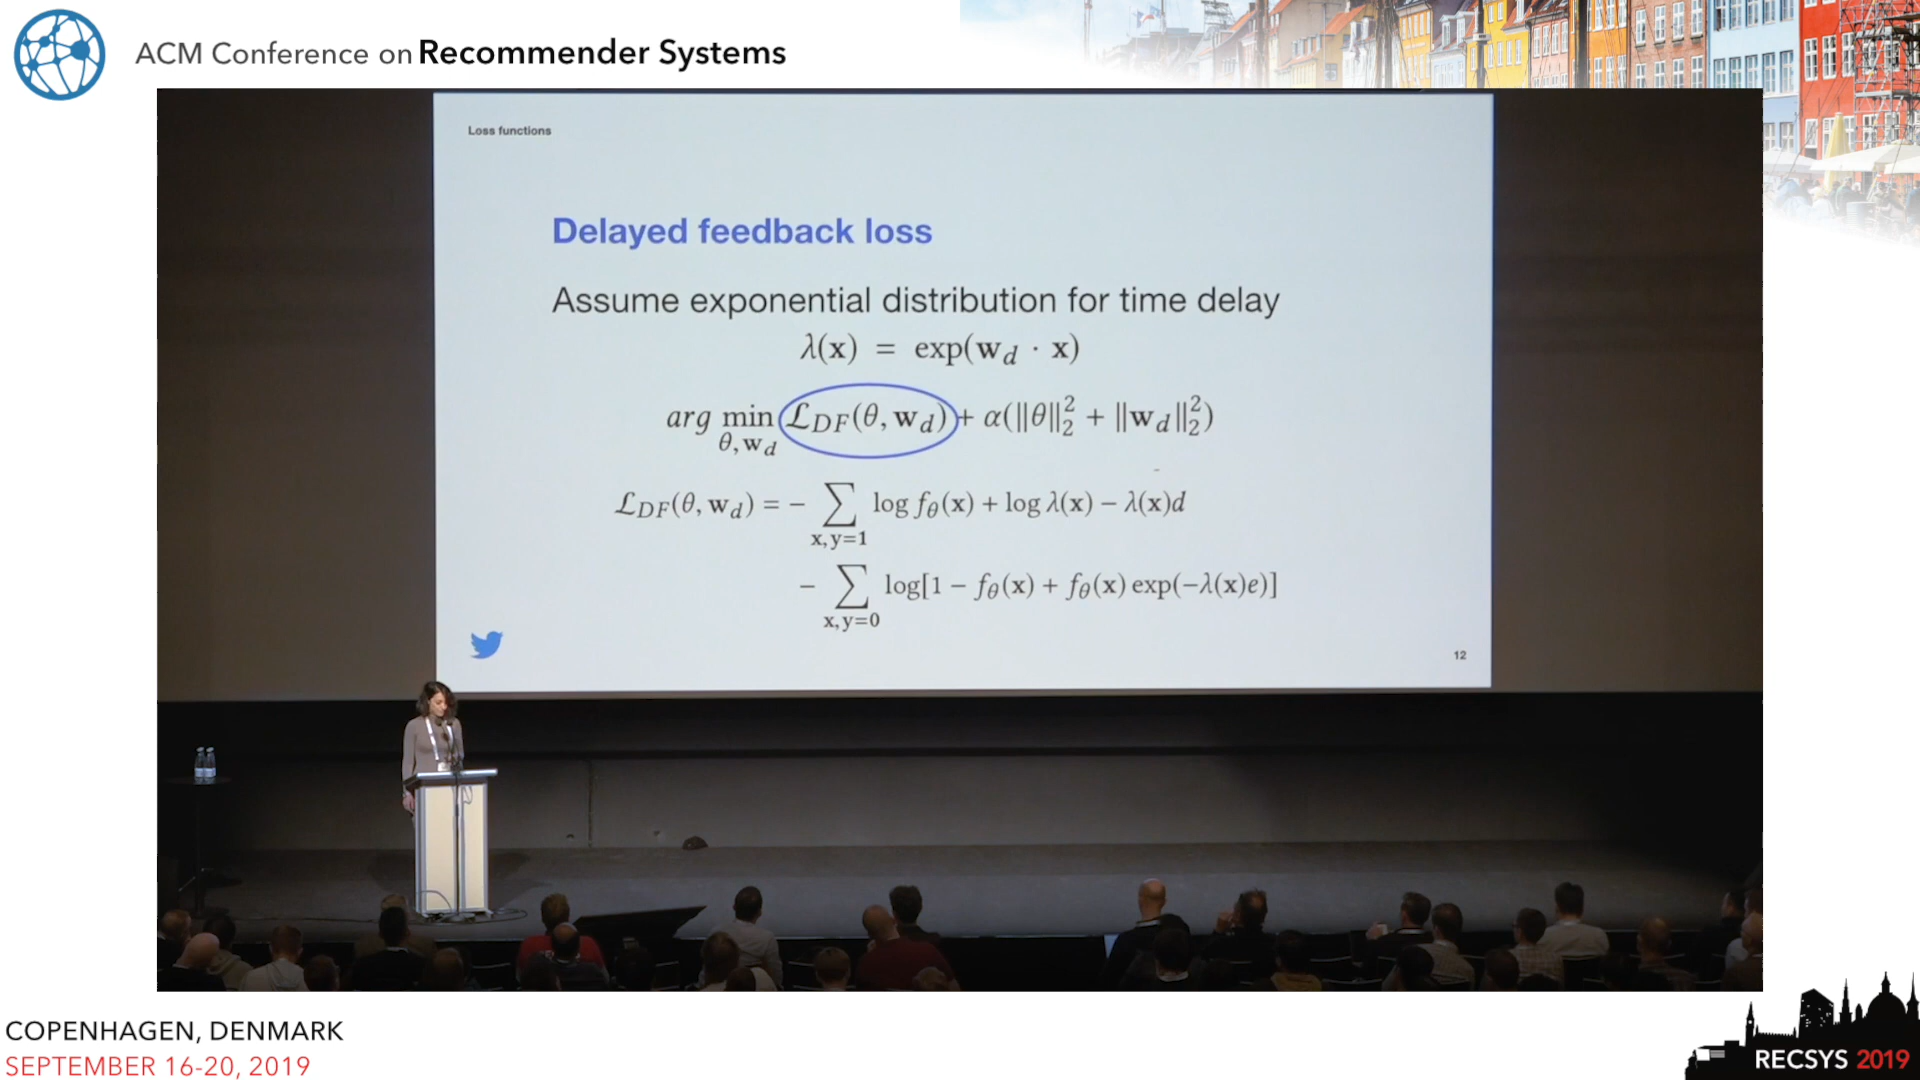 ACM Conference on Recommender Systems
Loss functions
Delayed feedback loss
Assume exponential distribution for time delay
λ(x) = exp(w_d · x)
arg min_{θ,w_d} ℒ_DF(θ, w_d) + α(‖θ‖₂² + ‖w_d‖₂²)
ℒ_DF(θ, w_d) = − ∑_{x,y=1} log f_θ(x) + log λ(x) − λ(x)d
− ∑_{x,y=0} log[1 − f_θ(x) + f_θ(x) exp(−λ(x)e)]
12
COPENHAGEN, DENMARK
SEPTEMBER 16-20, 2019
RECSYS 2019